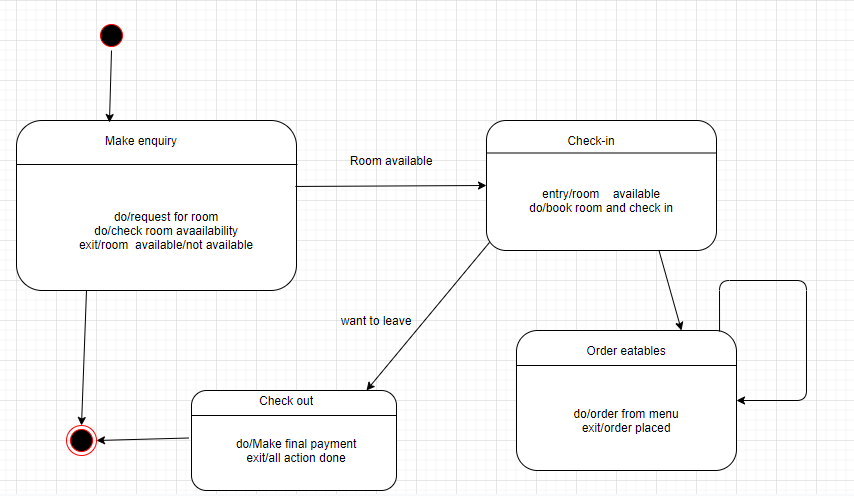 Make enquiry
do/request for room
do/check room avaailability
exit/room available/not available
Room available
Check-in
entry/room available
do/book room and check in
want to leave
Order eatables
do/order from menu
exit/order placed
Check out
do/Make final payment
exit/all action done